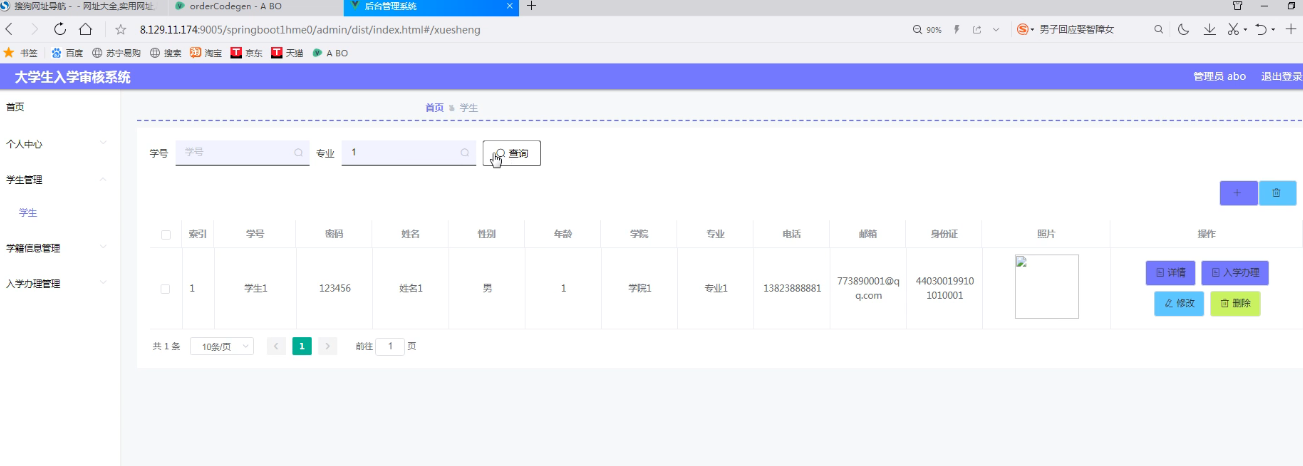 搜狗网址导航 - - 网址大全,实用网址 orderCodegen - A BO 后台管理系统
8.129.11.174:9005/springboot1hme0/admin/dist/index.html#/xuesheng 90% 男子回应娶智障女
书签 百度 苏宁易购 搜索 淘宝 京东 天猫 A BO
大学生入学审核系统 管理员 abo 退出登录
首页
首页 学生
个人中心
学号 学号 专业 1 查询
学生管理
学生
学籍信息管理
入学办理管理
索引 学号 密码 姓名 性别 年龄 学院 专业 电话 邮箱 身份证 照片 操作
1 学生1 123456 姓名1 男 1 学院1 专业1 13823888881 773890001@q
q.com 44030019910
1010001 详情 入学办理
修改 删除
共 1 条 10条/页 1 前往 1 页